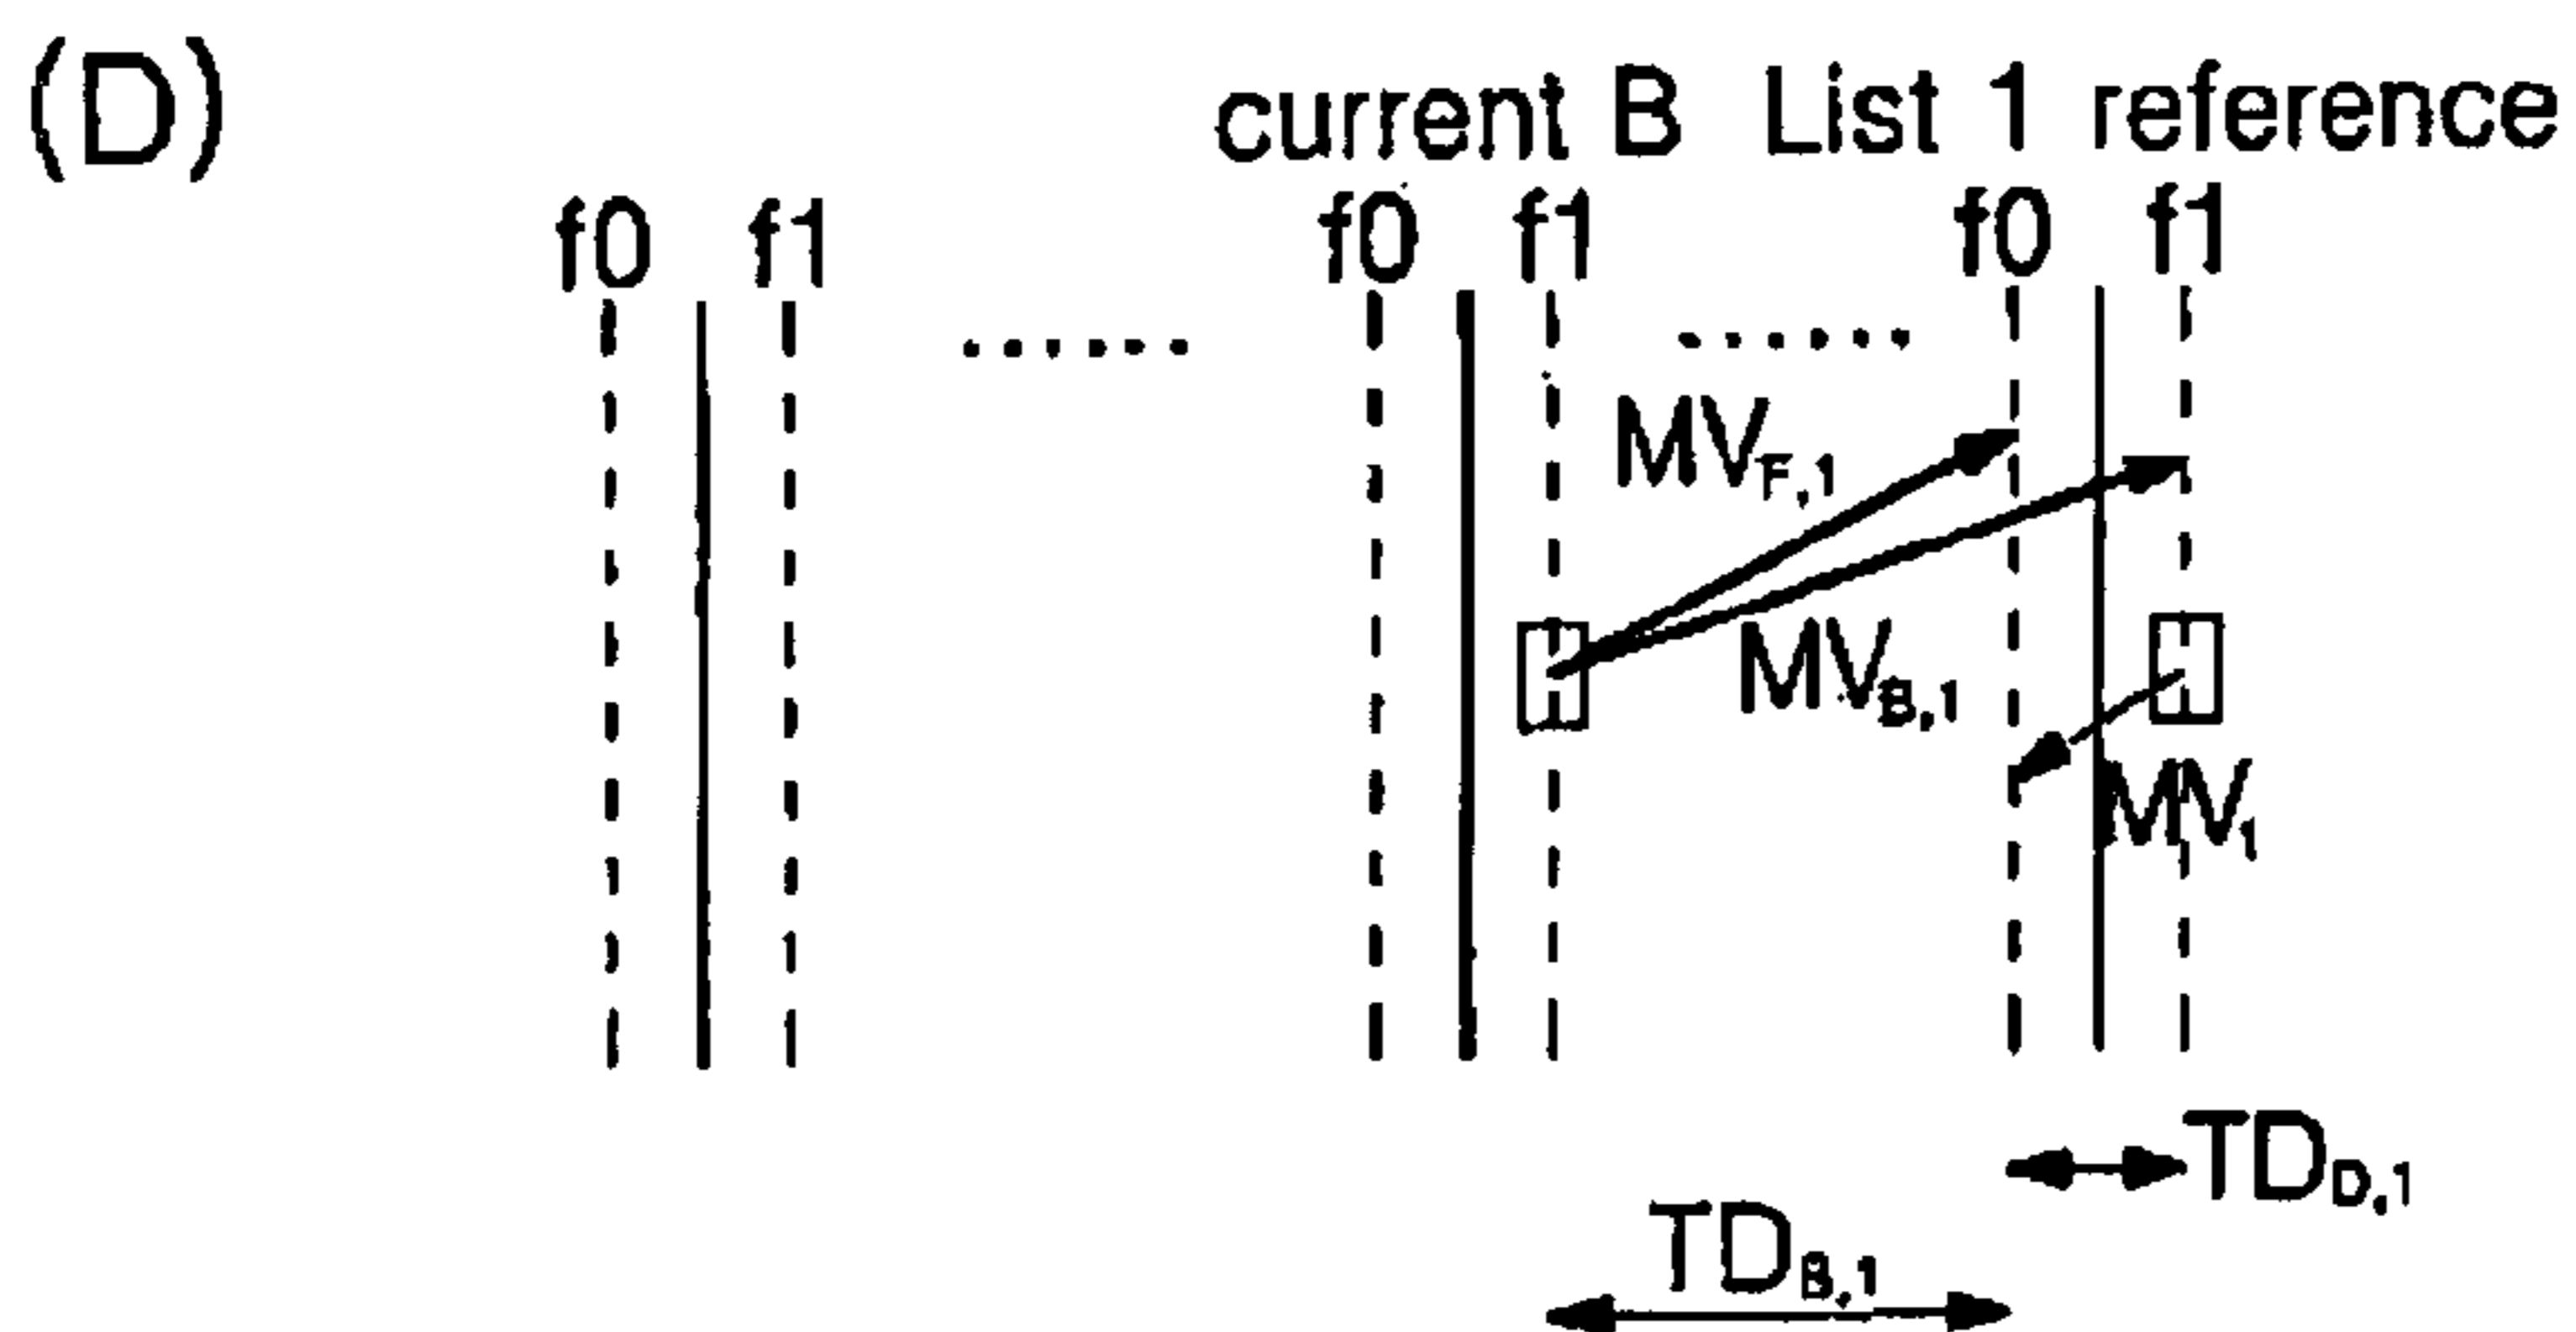 (D)
current B List 1 reference
f0 f1 f0 f1 f0 f1
......
......
MVF,1
MVB,1
MV1
TDD,1
TDB,1